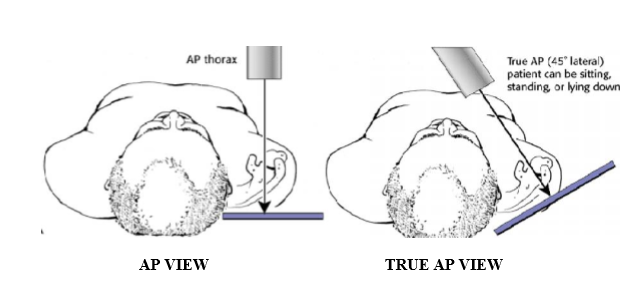 AP thorax
True AP (45° lateral)
patient can be sitting,
standing, or lying down
AP VIEW
TRUE AP VIEW